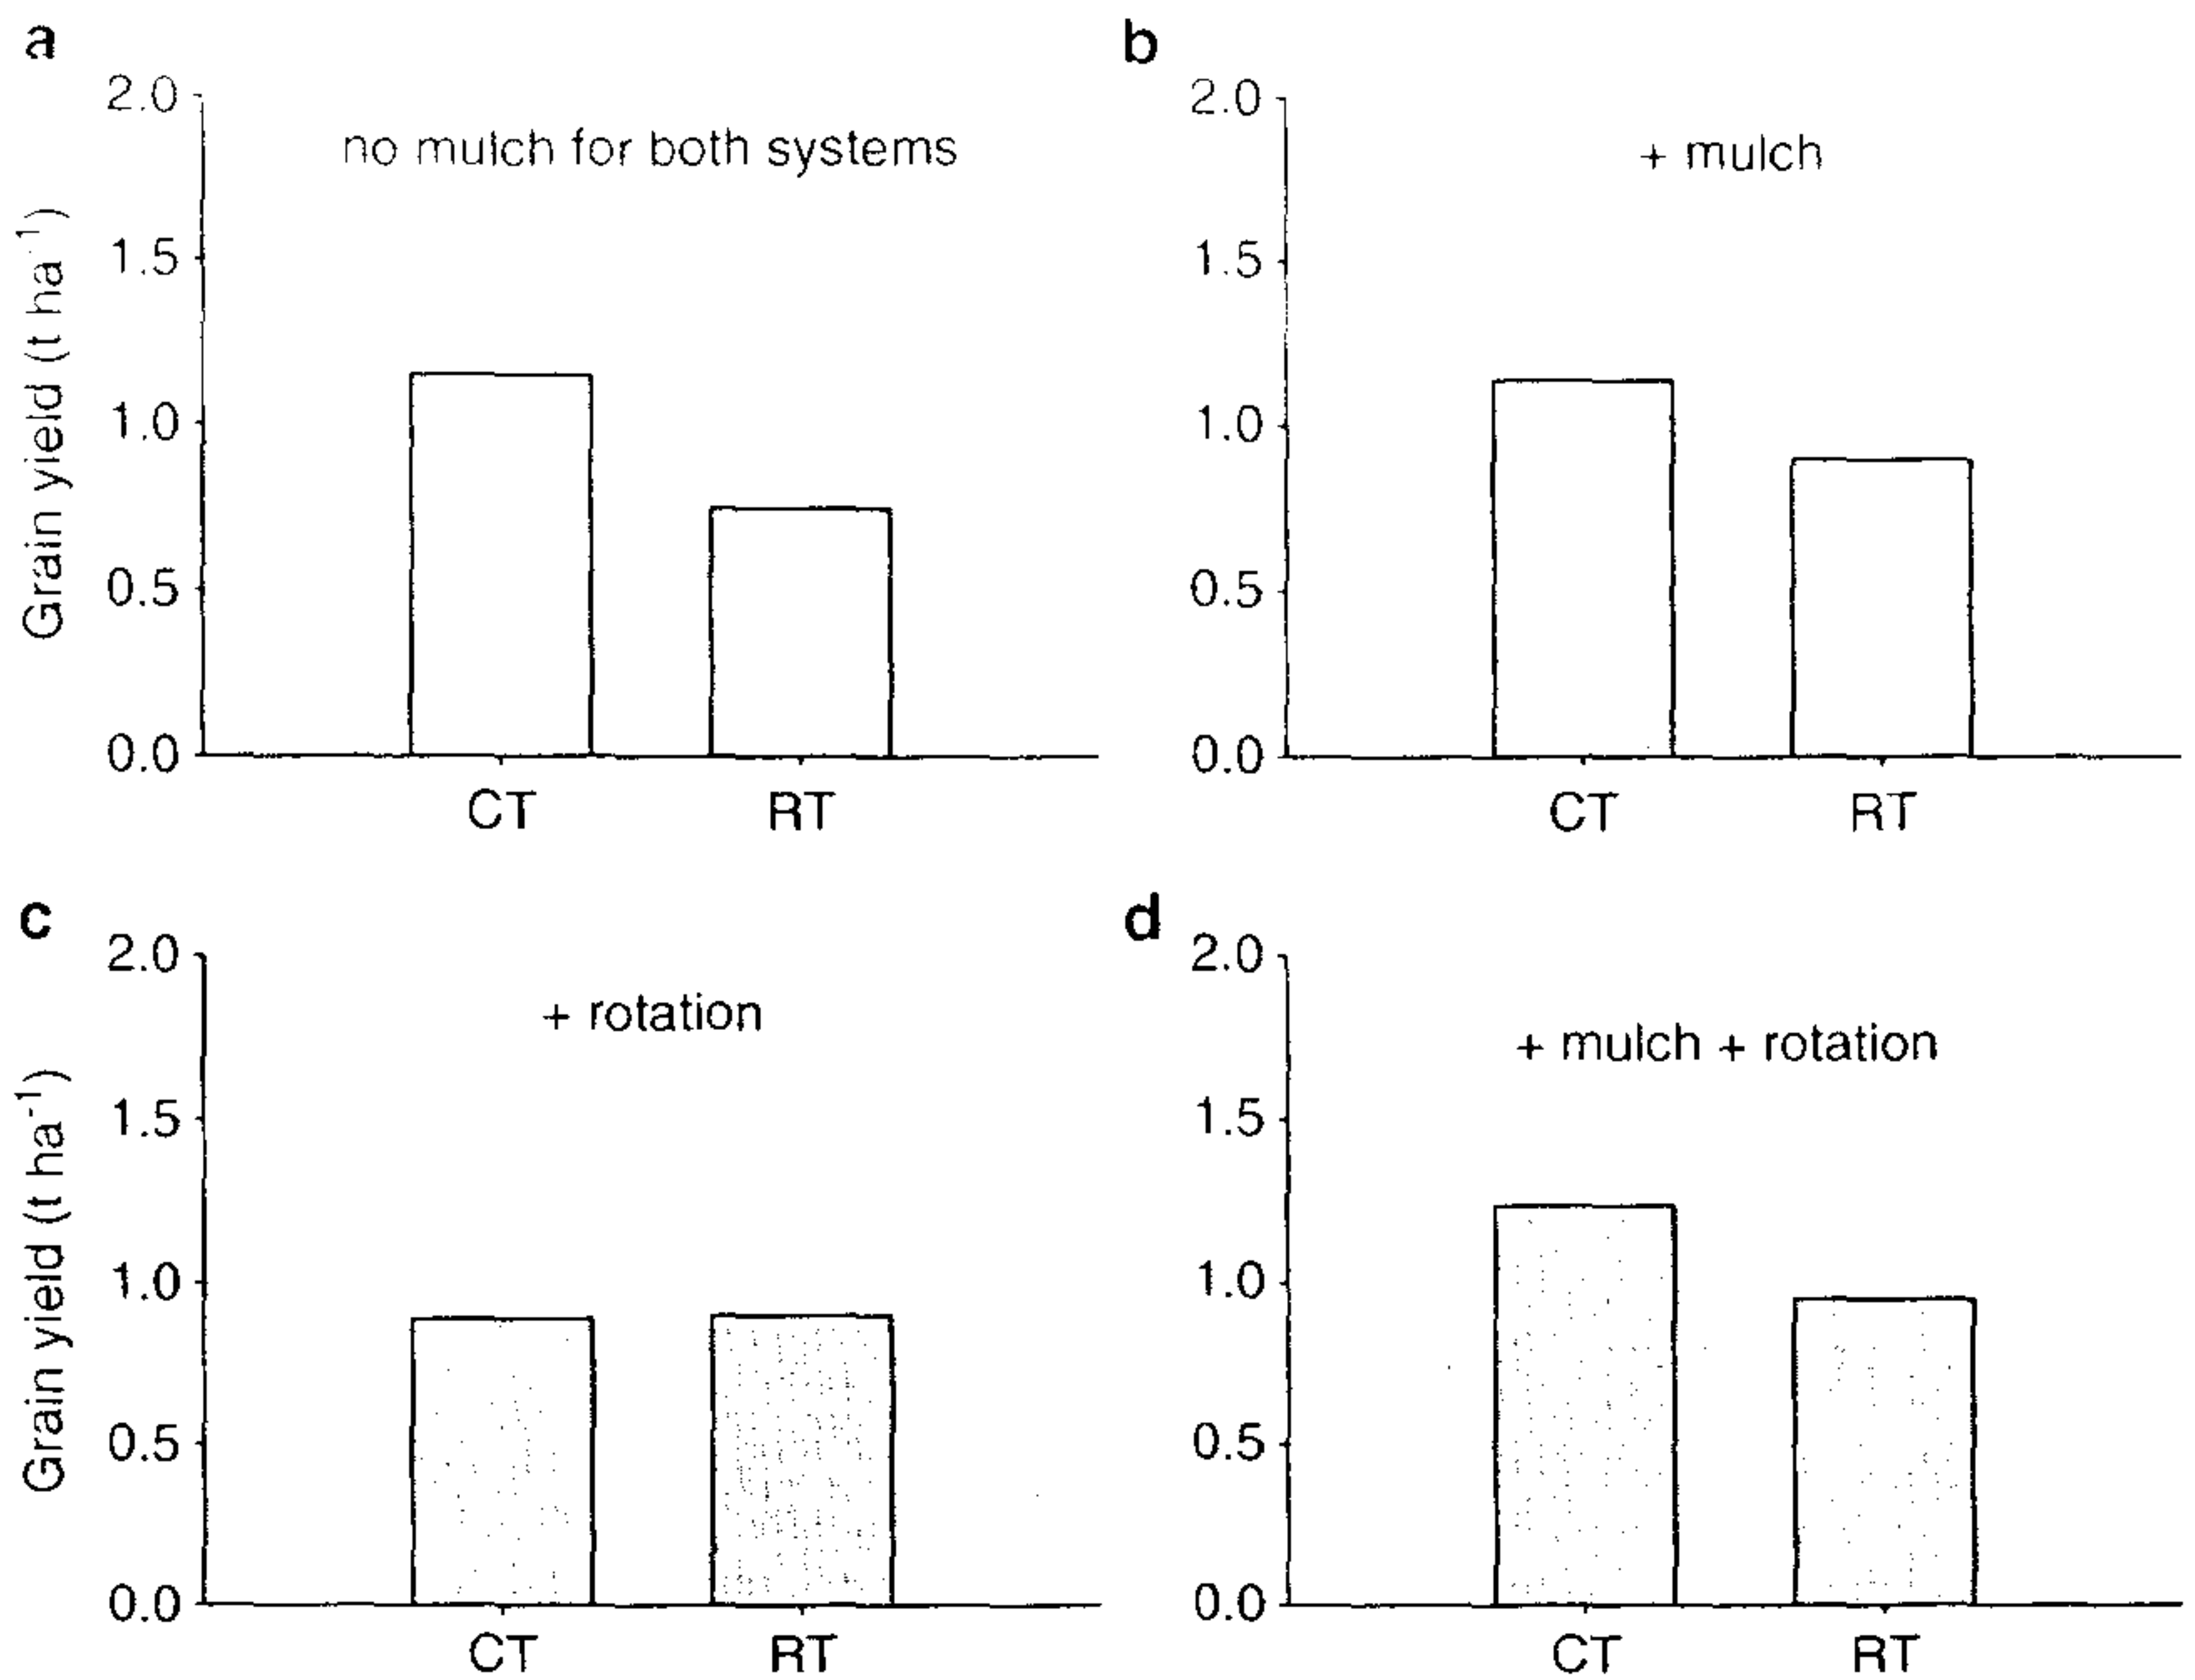 a
2.0
no mulch for both systems
1.5
1.0
0.5
0.0
Grain yield (t ha-1)
CT RT
b
2.0
+ mulch
1.5
1.0
0.5
0.0
CT RT
c
2.0
+ rotation
1.5
1.0
0.5
0.0
Grain yield (t ha-1)
CT RT
d
2.0
+ mulch + rotation
1.5
1.0
0.5
0.0
CT RT